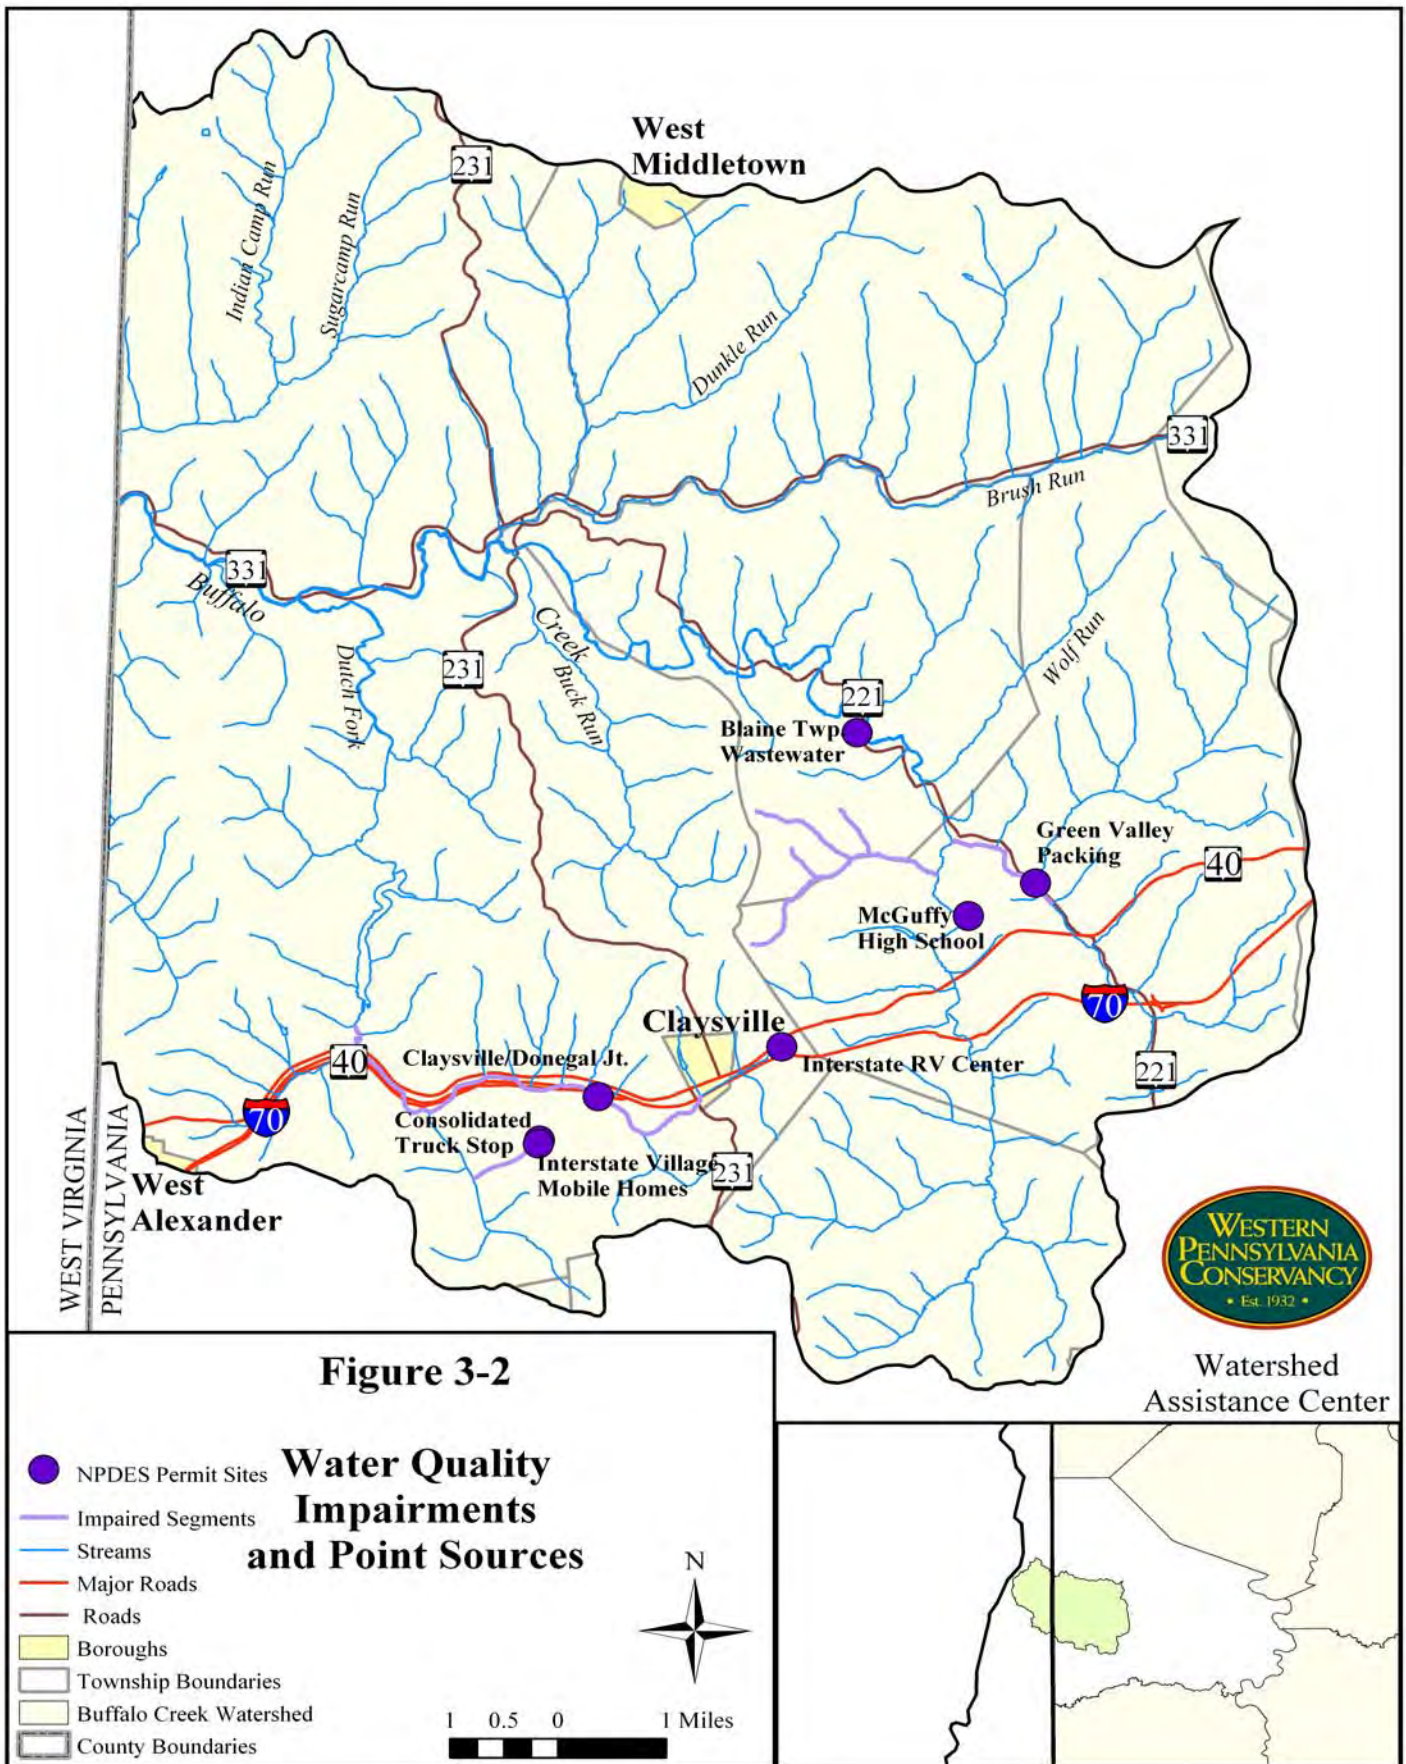 West
Middletown
231
Indian Camp Run
Sugarcamp Run
Dunkle Run
331
Brush Run
331
Buffalo
Creek
Dutch Fork
231
Buck Run
Wolf Run
221
Blaine Twp.
Wastewater
Green Valley
Packing
40
McGuffy
High School
70
Claysville
Interstate RV Center
221
40
Claysville/Donegal Jt.
70
Consolidated
Truck Stop
Interstate Village
Mobile Homes
231
West
Alexander
WEST VIRGINIA
PENNSYLVANIA
WESTERN
PENNSYLVANIA
CONSERVANCY
• Est. 1932 •
Watershed
Assistance Center
Figure 3-2
Water Quality
Impairments
and Point Sources
NPDES Permit Sites
Impaired Segments
Streams
Major Roads
Roads
Boroughs
Township Boundaries
Buffalo Creek Watershed
County Boundaries
N
1 0.5 0 1 Miles